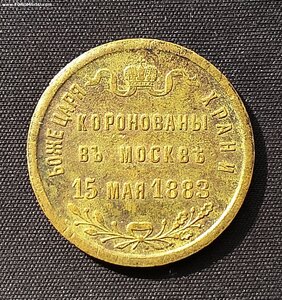 БОЖЕ ЦАРЯ ХРАНИ
КОРОНОВАНЫ
ВЪ МОСКВѢ
15 МАЯ 1883